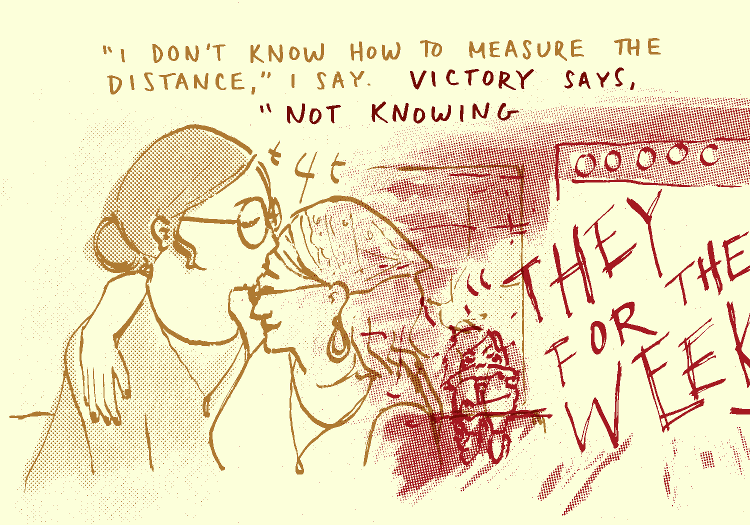 "I DON'T KNOW HOW TO MEASURE THE
DISTANCE," I SAY. VICTORY SAYS,
"NOT KNOWING
"THEY
THE
FOR
WEEK